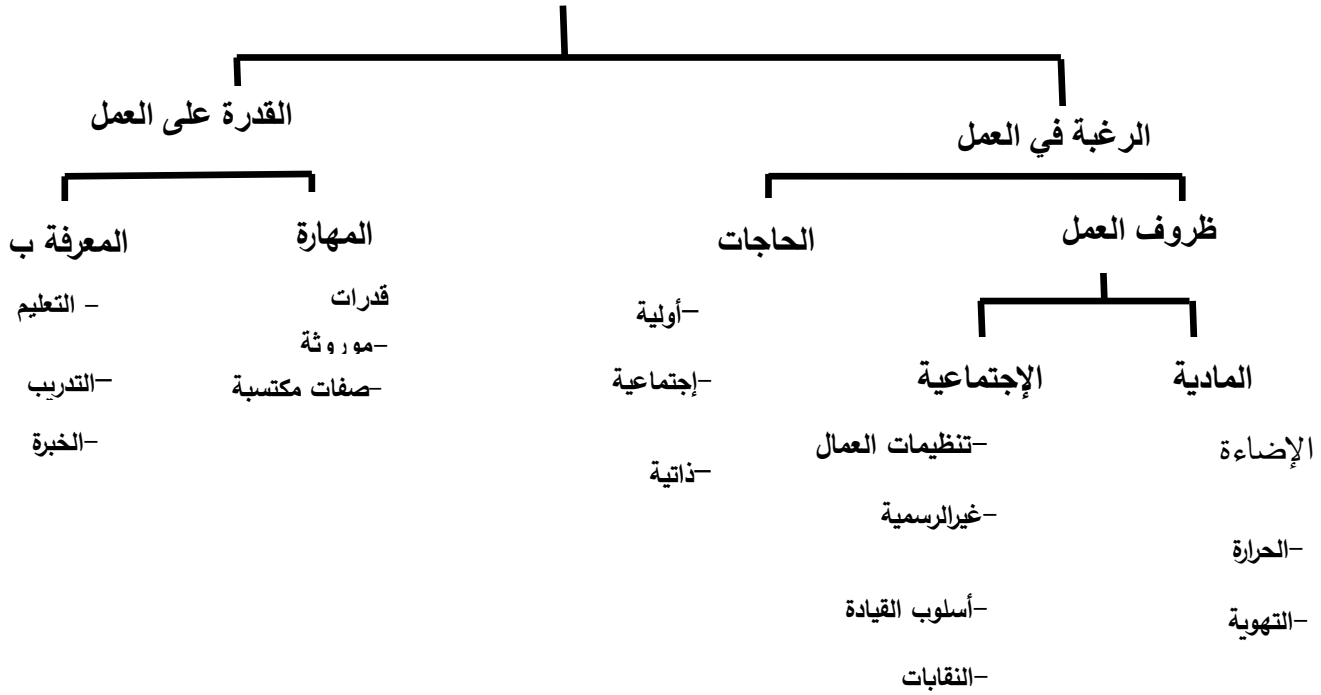 القدرة على العمل
الرغبة في العمل
المعرفة ب
المهارة
الحاجات
ظروف العمل
- التعليم
-التدريب
-الخبرة
قدرات
-موروثة
-صفات مكتسبة
-أولية
-إجتماعية
-ذاتية
الإجتماعية
-تنظيمات العمال
-غيرالرسمية
-أسلوب القيادة
-النقابات
المادية
الإضاءة
-الحرارة
-التهوية